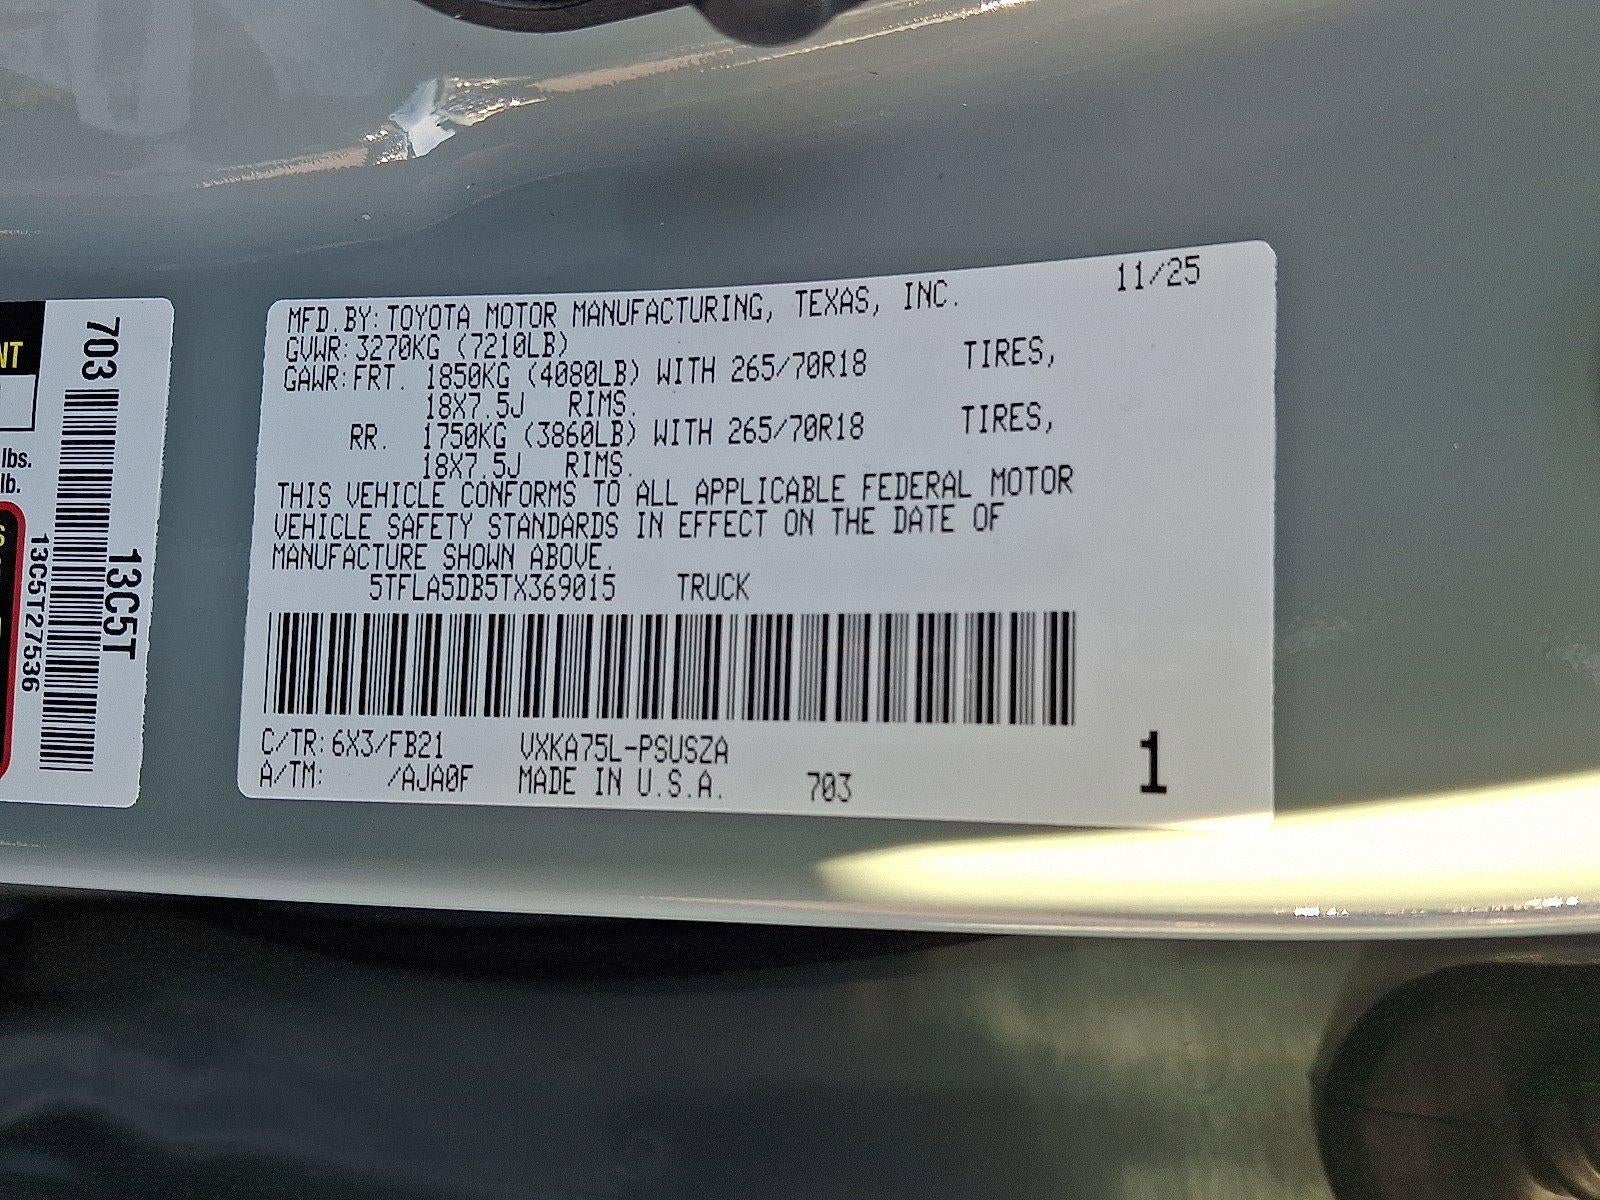 NT
lbs.
lb.
S
703
13C5T
13C5T27536
11/25
MFD.BY:TOYOTA MOTOR MANUFACTURING, TEXAS, INC.
GVWR:3270KG (7210LB)
GAWR:FRT. 1850KG (4080LB) WITH 265/70R18 TIRES,
18X7.5J RIMS.
RR. 1750KG (3860LB) WITH 265/70R18 TIRES,
18X7.5J RIMS.
THIS VEHICLE CONFORMS TO ALL APPLICABLE FEDERAL MOTOR
VEHICLE SAFETY STANDARDS IN EFFECT ON THE DATE OF
MANUFACTURE SHOWN ABOVE.
5TFLA5DB5TX369015 TRUCK
C/TR:6X3/FB21 VXKA75L-PSUSZA
A/TM: /AJA0F MADE IN U.S.A. 703
1